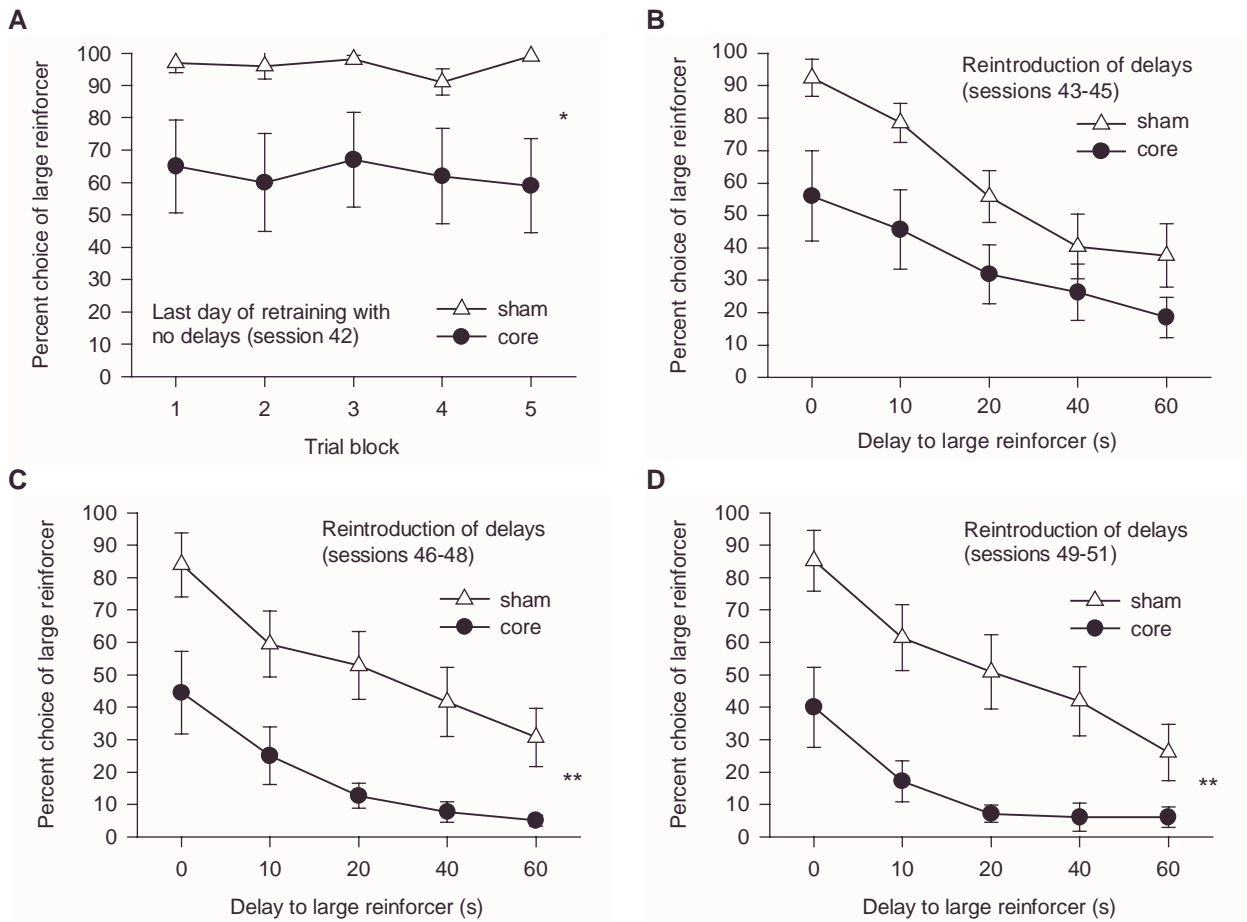 A
Percent choice of large reinforcer
100
90
80
70
60
50
40
30
20
10
0
*
Last day of retraining with
no delays (session 42)
sham
core
1 2 3 4 5
Trial block
B
Percent choice of large reinforcer
100
90
80
70
60
50
40
30
20
10
0
Reintroduction of delays
(sessions 43-45)
sham
core
0 10 20 40 60
Delay to large reinforcer (s)
C
Percent choice of large reinforcer
100
90
80
70
60
50
40
30
20
10
0
Reintroduction of delays
(sessions 46-48)
sham
core
**
0 10 20 40 60
Delay to large reinforcer (s)
D
Percent choice of large reinforcer
100
90
80
70
60
50
40
30
20
10
0
Reintroduction of delays
(sessions 49-51)
sham
core
**
0 10 20 40 60
Delay to large reinforcer (s)